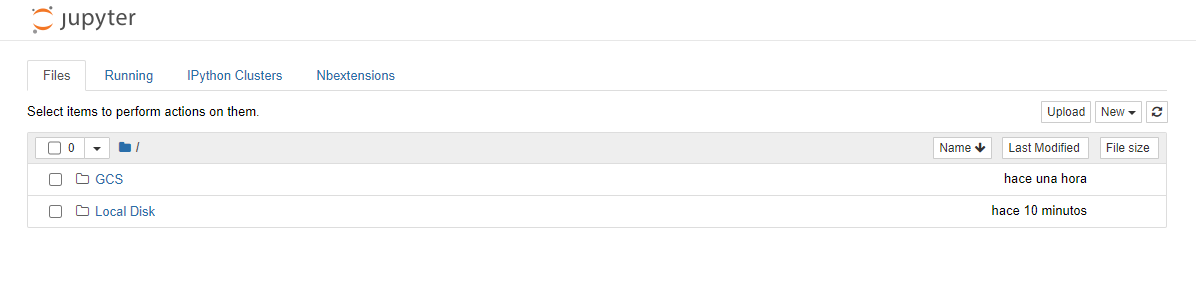 jupyter
Files Running IPython Clusters Nbextensions
Select items to perform actions on them. Upload New
0 / Name Last Modified File size
GCS hace una hora
Local Disk hace 10 minutos